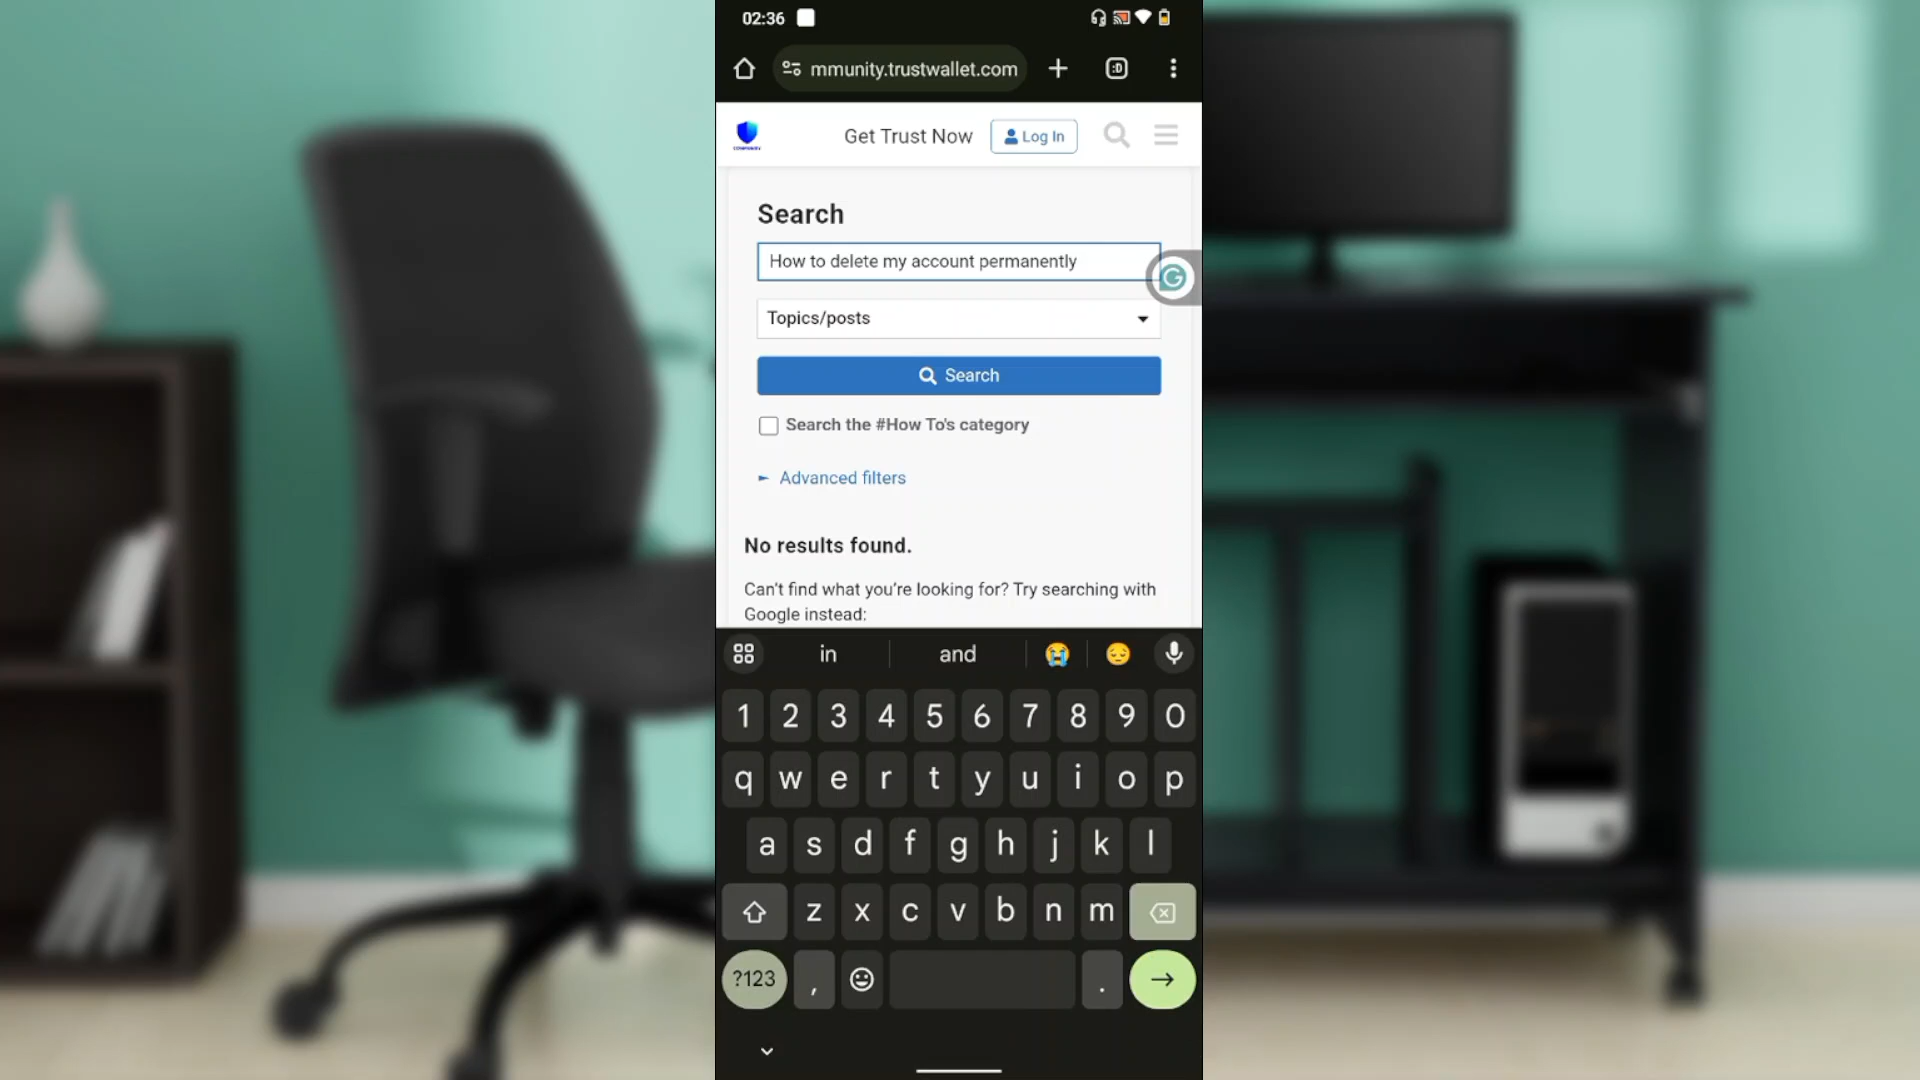 02:36
mmunity.trustwallet.com
:D
Get Trust Now
Log In
Search
How to delete my account permanently
Topics/posts
Search
Search the #How To's category
Advanced filters
No results found.
Can't find what you're looking for? Try searching with
Google instead:
in and
1 2 3 4 5 6 7 8 9 0
q w e r t y u i o p
a s d f g h j k l
z x c v b n m
?123 , .